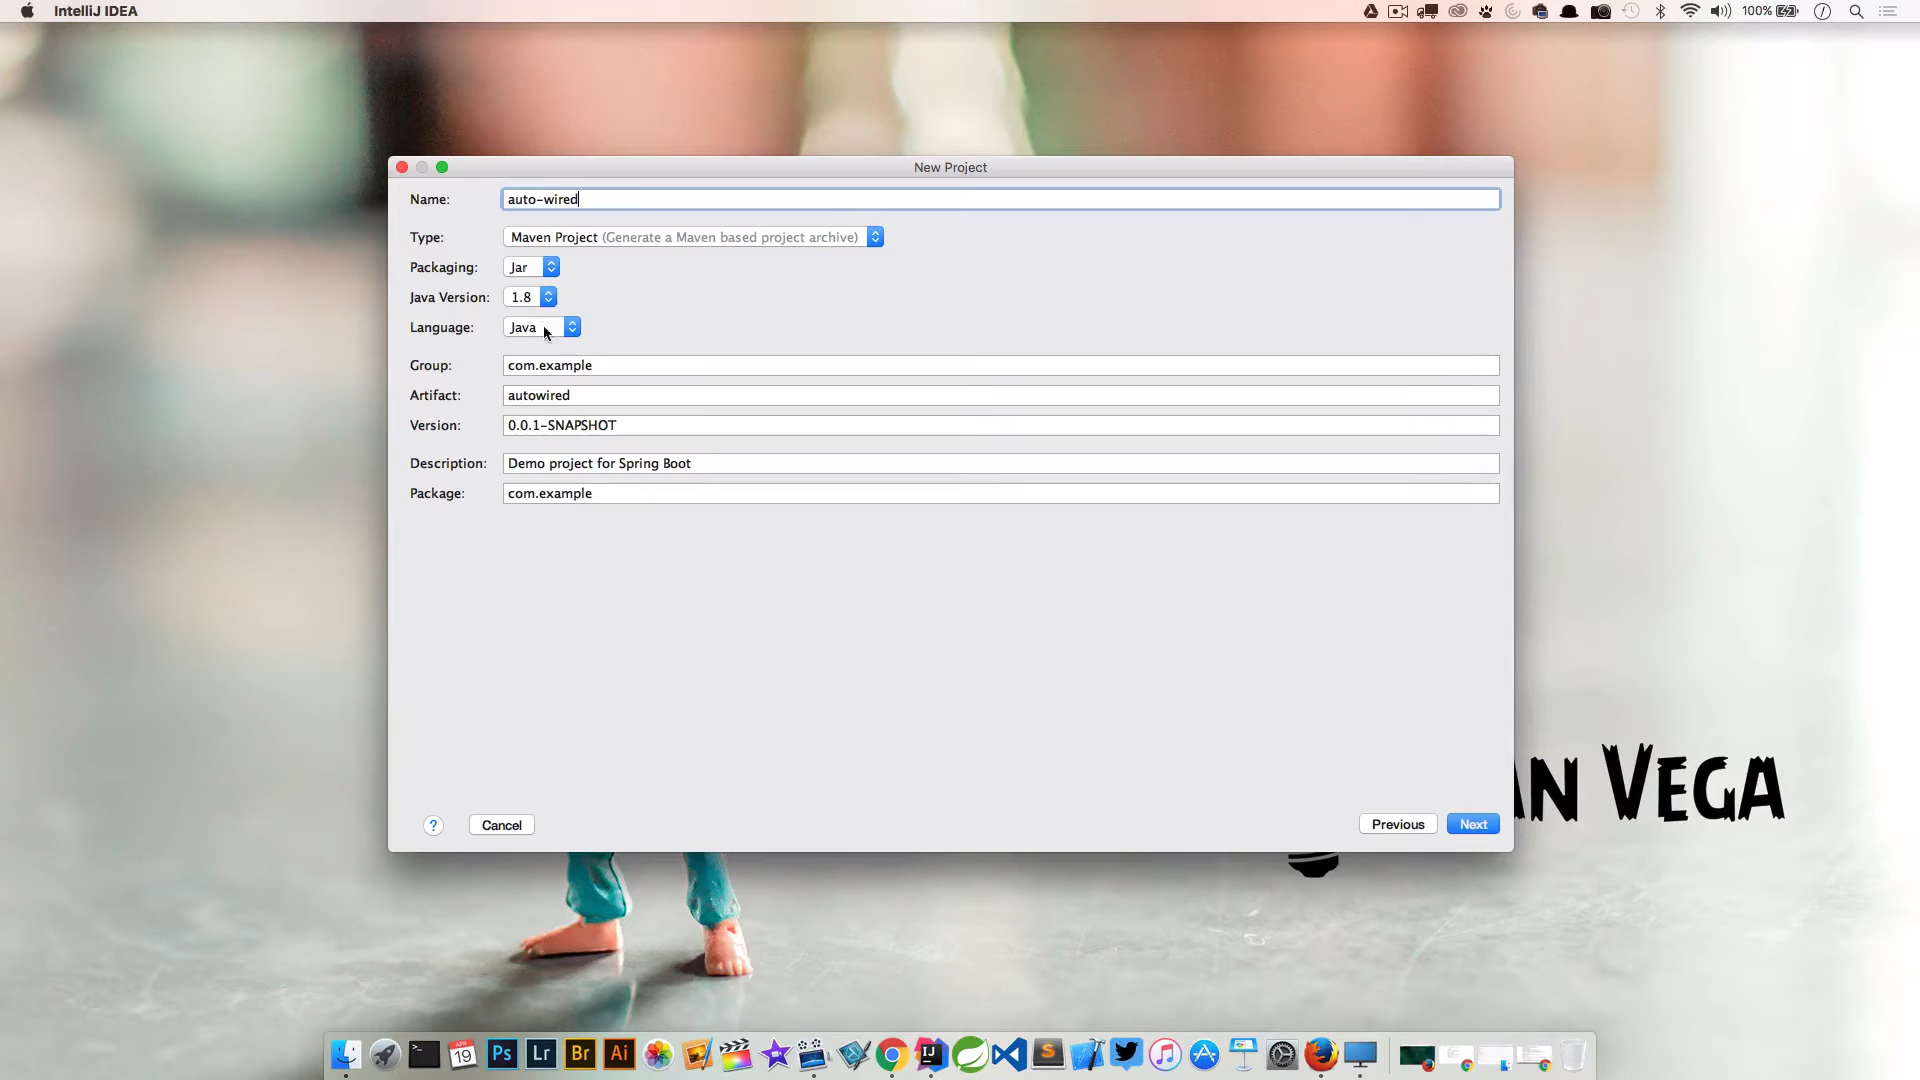 IntelliJ IDEA
100%
New Project
Name: auto-wired
Type: Maven Project (Generate a Maven based project archive)
Packaging: Jar
Java Version: 1.8
Language: Java
Group: com.example
Artifact: autowired
Version: 0.0.1-SNAPSHOT
Description: Demo project for Spring Boot
Package: com.example
? Cancel Previous Next
AN VEGA
APR
19 Ps Lr Br Ai IJ S